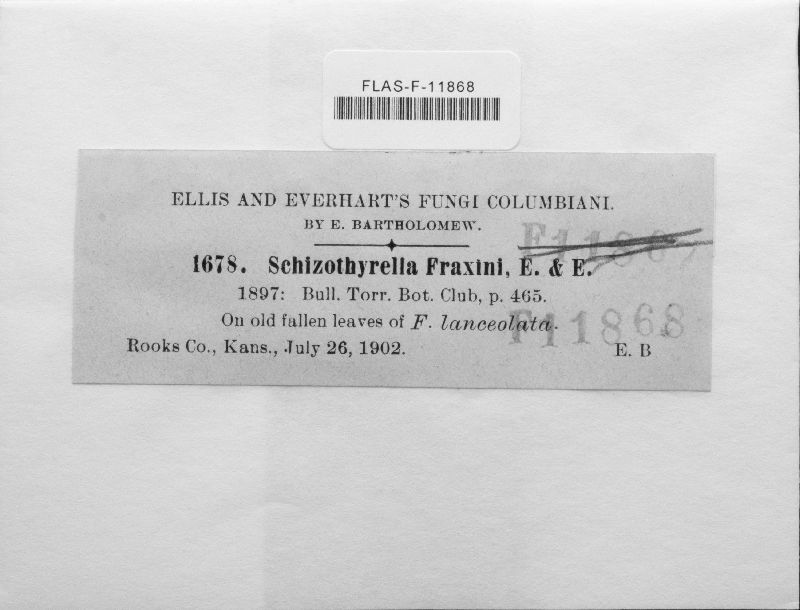 FLAS-F-11868
ELLIS AND EVERHART'S FUNGI COLUMBIANI.
BY E. BARTHOLOMEW.
1678. Schizothyrella Fraxini, E. & E.
1897: Bull. Torr. Bot. Club, p. 465.
On old fallen leaves of F. lanceolata.
F11868
Rooks Co., Kans., July 26, 1902. E. B